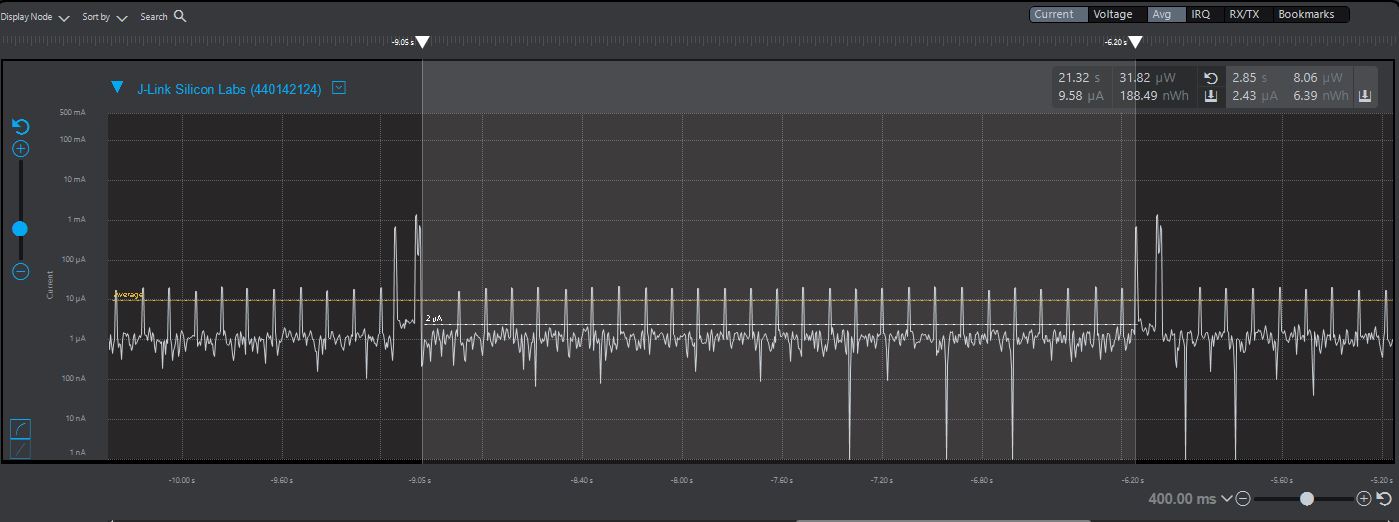 Display Node Sort by Search Current Voltage Avg IRQ RX/TX Bookmarks
-9.05 s -6.20 s
J-Link Silicon Labs (440142124)
21.32 s 31.82 µW 2.85 s 8.06 µW
9.58 µA 188.49 nWh 2.43 µA 6.39 nWh
500 mA
100 mA
10 mA
1 mA
100 µA
10 µA
1 µA
100 nA
10 nA
1 nA
Current
Average
2 µA
-10.00 s -9.60 s -9.05 s -8.40 s -8.00 s -7.60 s -7.20 s -6.80 s -6.20 s -5.60 s -5.20 s
400.00 ms